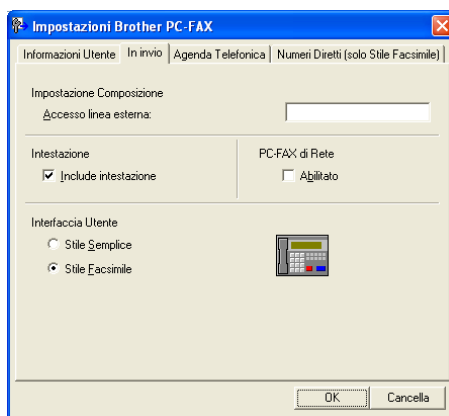 Impostazioni Brother PC-FAX
Informazioni Utente In invio Agenda Telefonica Numeri Diretti (solo Stile Facsimile)
Impostazione Composizione
Accesso linea esterna:
Intestazione PC-FAX di Rete
Include intestazione Abilitato
Interfaccia Utente
Stile Semplice
Stile Facsimile
OK Cancella